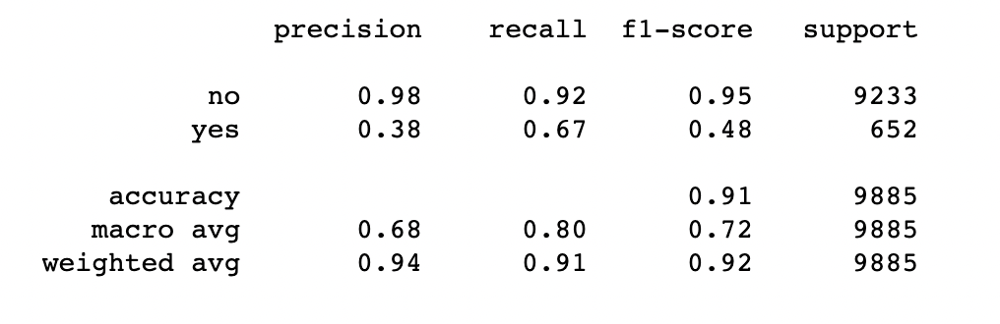 precision recall f1-score support
no 0.98 0.92 0.95 9233
yes 0.38 0.67 0.48 652
accuracy 0.91 9885
macro avg 0.68 0.80 0.72 9885
weighted avg 0.94 0.91 0.92 9885